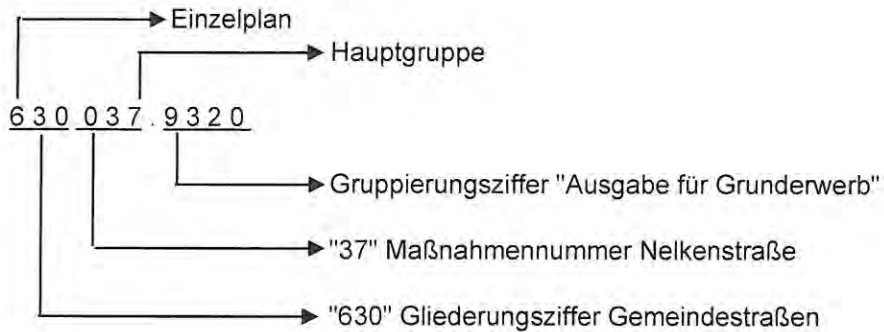 Einzelplan
Hauptgruppe
630 037.9320
Gruppierungsziffer "Ausgabe für Grunderwerb"
"37" Maßnahmennummer Nelkenstraße
"630" Gliederungsziffer Gemeindestraßen